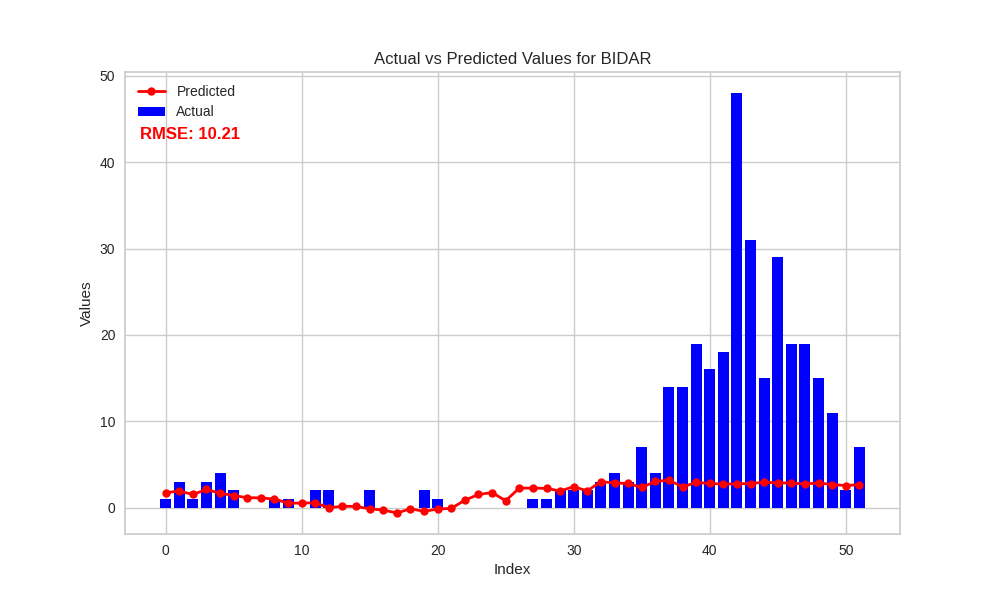 Actual vs Predicted Values for BIDAR
Predicted
Actual
RMSE: 10.21
Values
50
40
30
20
10
0
0 10 20 30 40 50
Index